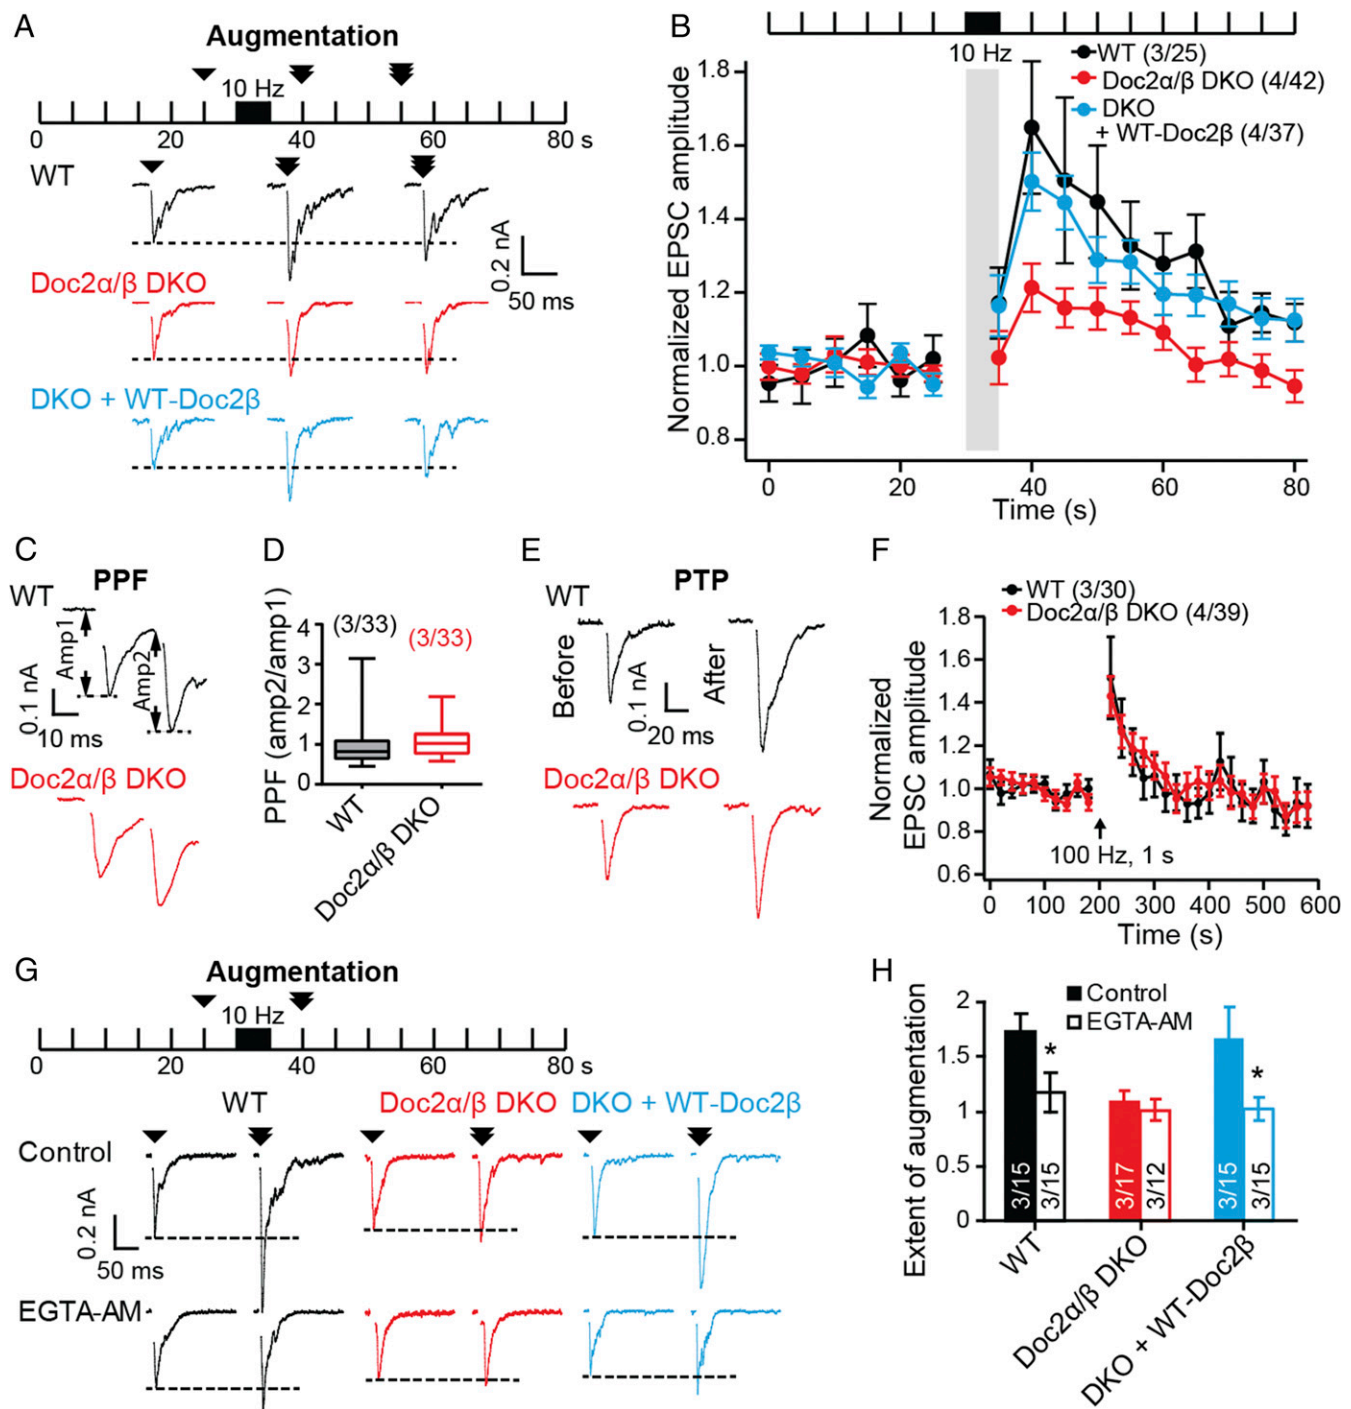 A
Augmentation
10 Hz
0 20 40 60 80 s
WT
Doc2α/β DKO
DKO + WT-Doc2β
0.2 nA
50 ms
B
10 Hz
WT (3/25)
Doc2α/β DKO (4/42)
DKO
+ WT-Doc2β (4/37)
Normalized EPSC amplitude
1.8
1.6
1.4
1.2
1.0
0.8
0 20 40 60 80
Time (s)
C
PPF
WT
Amp1
Amp2
0.1 nA
10 ms
Doc2α/β DKO
D
PPF (amp2/amp1)
4
3
2
1
0
(3/33)
(3/33)
WT
Doc2α/β DKO
E
PTP
WT
Before
After
0.1 nA
20 ms
Doc2α/β DKO
F
WT (3/30)
Doc2α/β DKO (4/39)
Normalized
EPSC amplitude
1.8
1.6
1.4
1.2
1.0
0.8
0.6
100 Hz, 1 s
0 100 200 300 400 500 600
Time (s)
G
Augmentation
10 Hz
0 20 40 60 80 s
WT
Doc2α/β DKO
DKO + WT-Doc2β
Control
0.2 nA
50 ms
EGTA-AM
H
Control
EGTA-AM
Extent of augmentation
2
1.5
1
0.5
0
*
*
3/15
3/15
3/17
3/12
3/15
3/15
WT
Doc2α/β DKO
DKO + WT-Doc2β